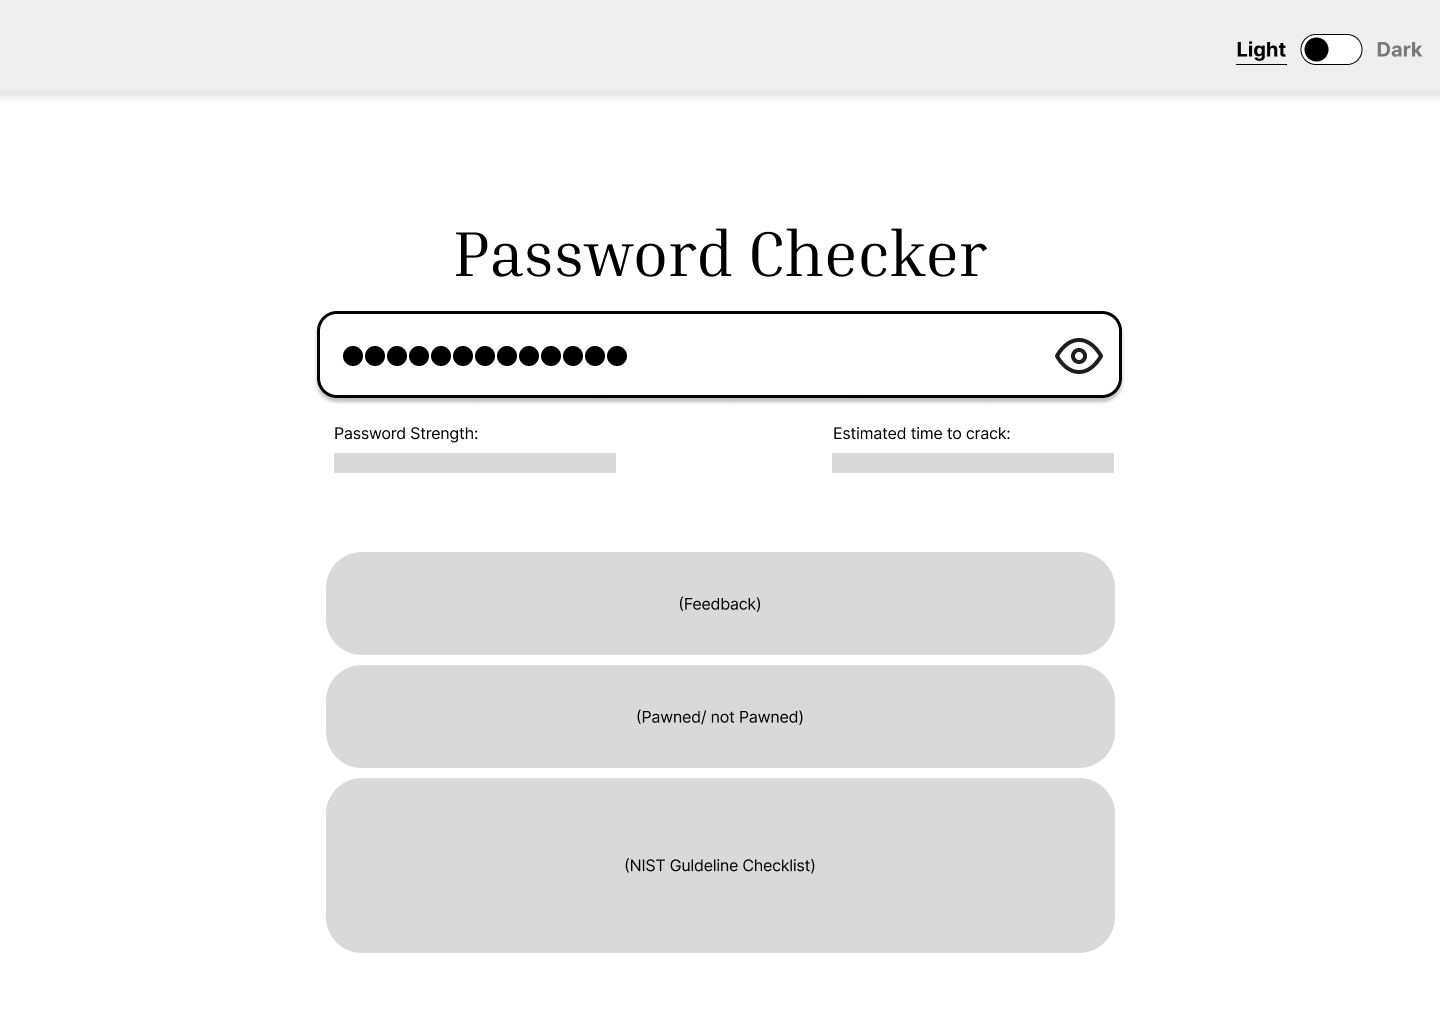 Light Dark
Password Checker
Password Strength: Estimated time to crack:
(Feedback)
(Pawned/ not Pawned)
(NIST Guldeline Checklist)